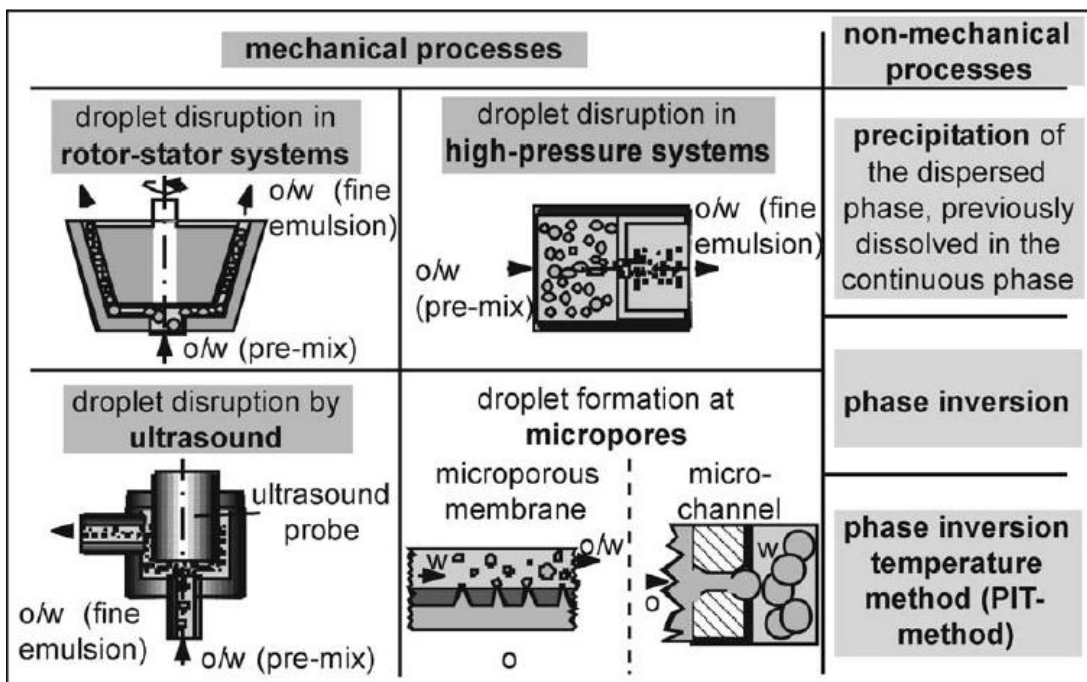 mechanical processes
non-mechanical
processes
droplet disruption in
rotor-stator systems
o/w (fine
emulsion)
o/w (pre-mix)
droplet disruption in
high-pressure systems
o/w (fine
emulsion)
o/w
(pre-mix)
precipitation of
the dispersed
phase, previously
dissolved in the
continuous phase
droplet disruption by
ultrasound
ultrasound
probe
o/w (fine
emulsion)
o/w (pre-mix)
droplet formation at
micropores
microporous
membrane
w
o/w
o
micro-
channel
w
o
phase inversion
phase inversion
temperature
method (PIT-
method)